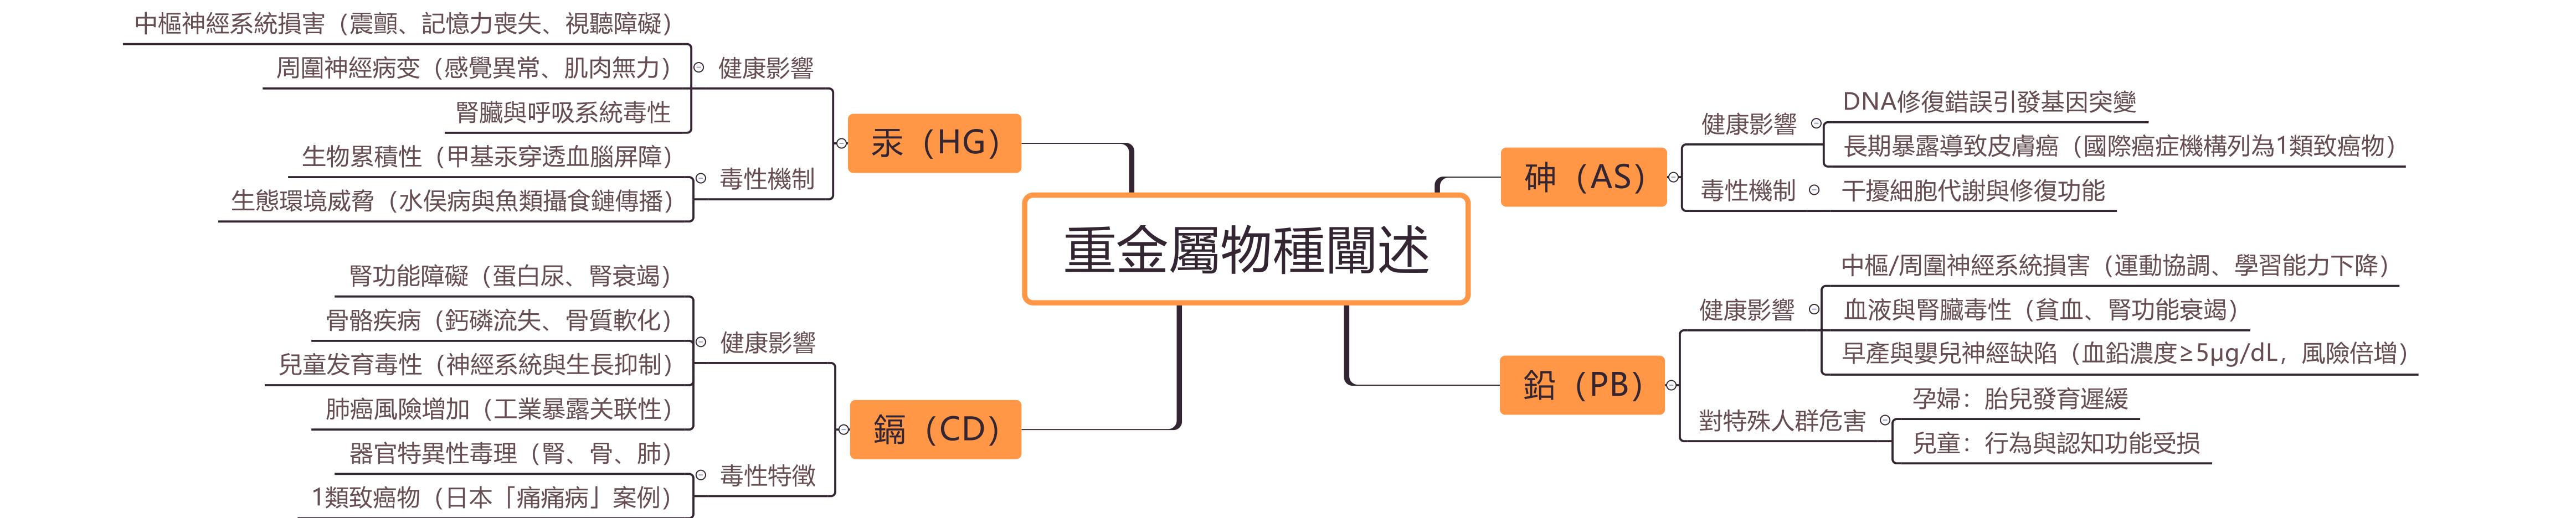 重金屬物種闡述
汞（HG）
健康影響
中樞神經系統損害（震顫、記憶力喪失、視聽障礙）
周圍神經病变（感覺異常、肌肉無力）
腎臟與呼吸系統毒性
毒性機制
生物累積性（甲基汞穿透血腦屏障）
生態環境威脅（水俁病與魚類攝食鏈傳播）
鎘（CD）
健康影響
腎功能障礙（蛋白尿、腎衰竭）
骨骼疾病（鈣磷流失、骨質軟化）
兒童发育毒性（神經系統與生長抑制）
肺癌風險增加（工業暴露关联性）
毒性特徵
器官特異性毒理（腎、骨、肺）
1類致癌物（日本「痛痛病」案例）
砷（AS）
健康影響
DNA修復錯誤引發基因突變
長期暴露導致皮膚癌（國際癌症機構列為1類致癌物）
毒性機制
干擾細胞代謝與修復功能
鉛（PB）
健康影響
中樞/周圍神經系統損害（運動協調、學習能力下降）
血液與腎臟毒性（貧血、腎功能衰竭）
早產與嬰兒神經缺陷（血鉛濃度≥5μg/dL，風險倍增）
對特殊人群危害
孕婦：胎兒發育遲緩
兒童：行為與認知功能受损